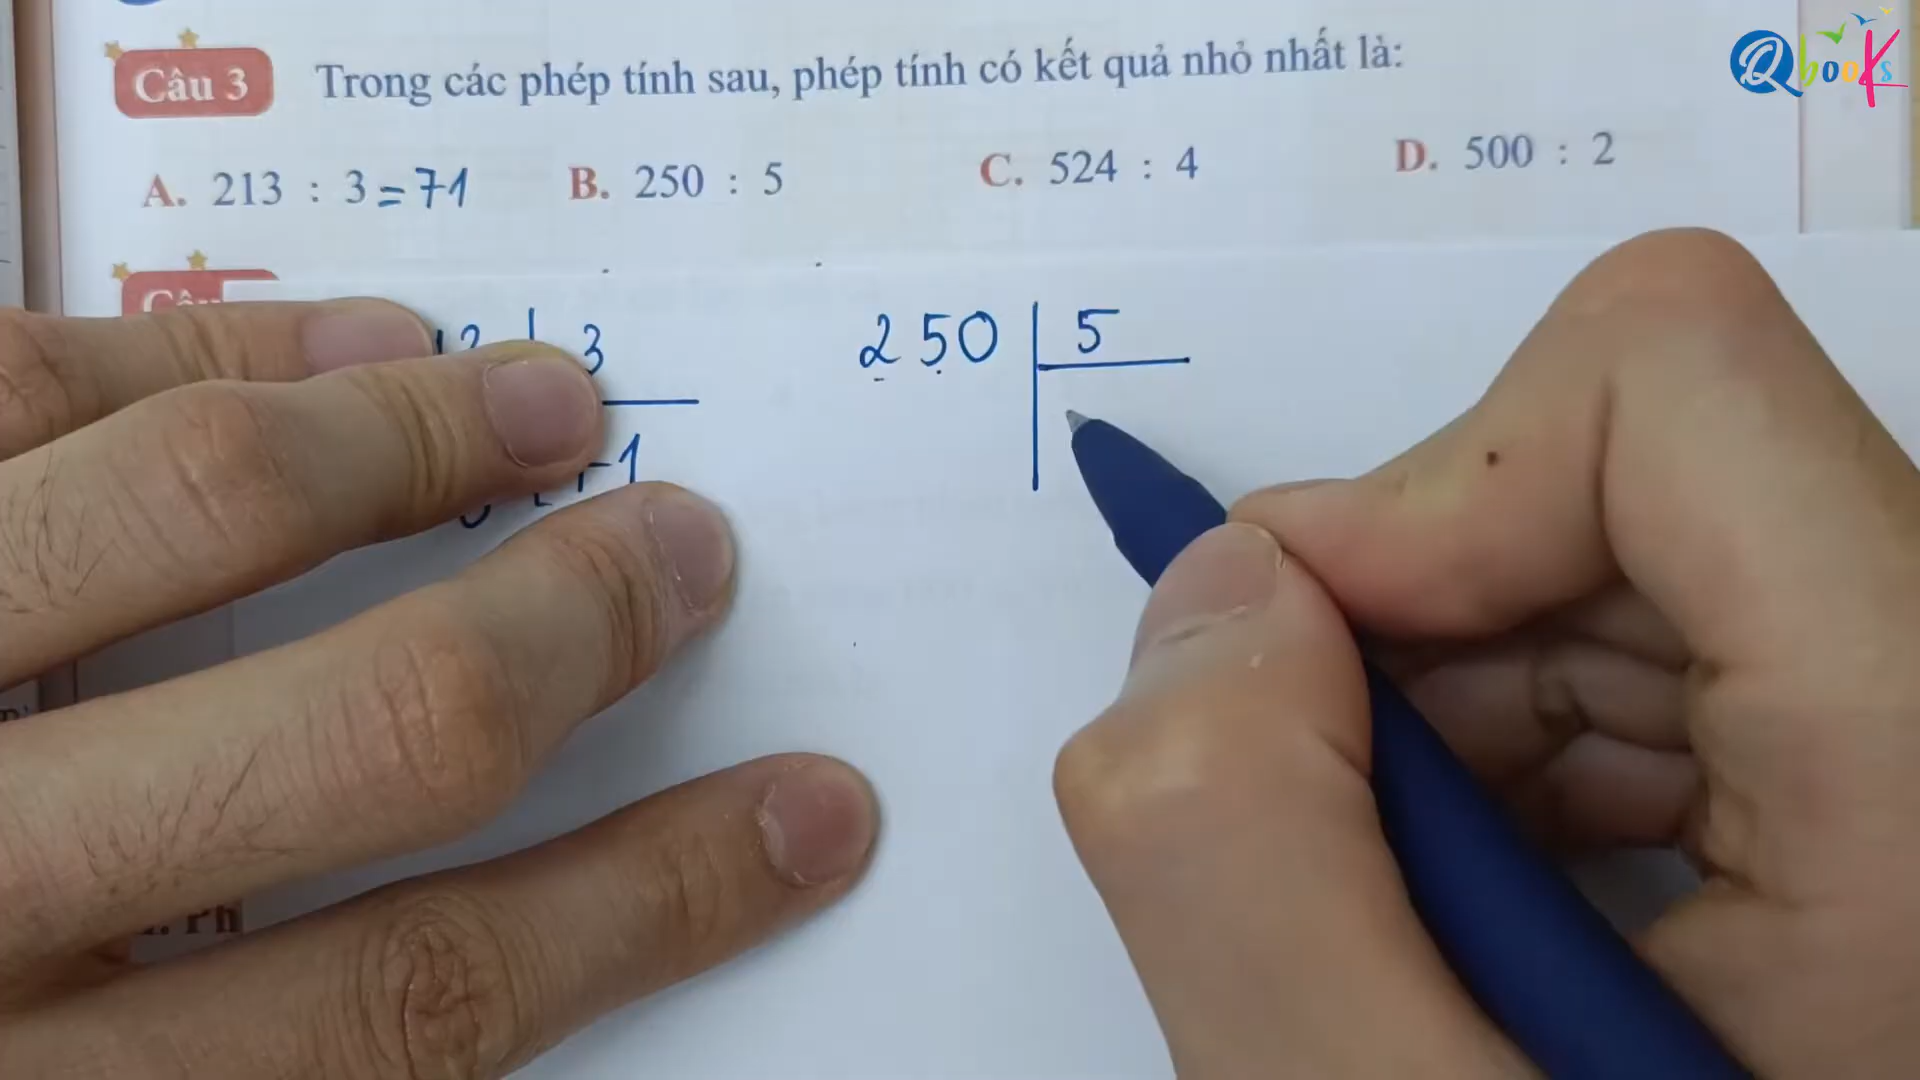 Qbooks
Câu 3 Trong các phép tính sau, phép tính có kết quả nhỏ nhất là:
A. 213 : 3 = 71 B. 250 : 5 C. 524 : 4 D. 500 : 2
3
250 5